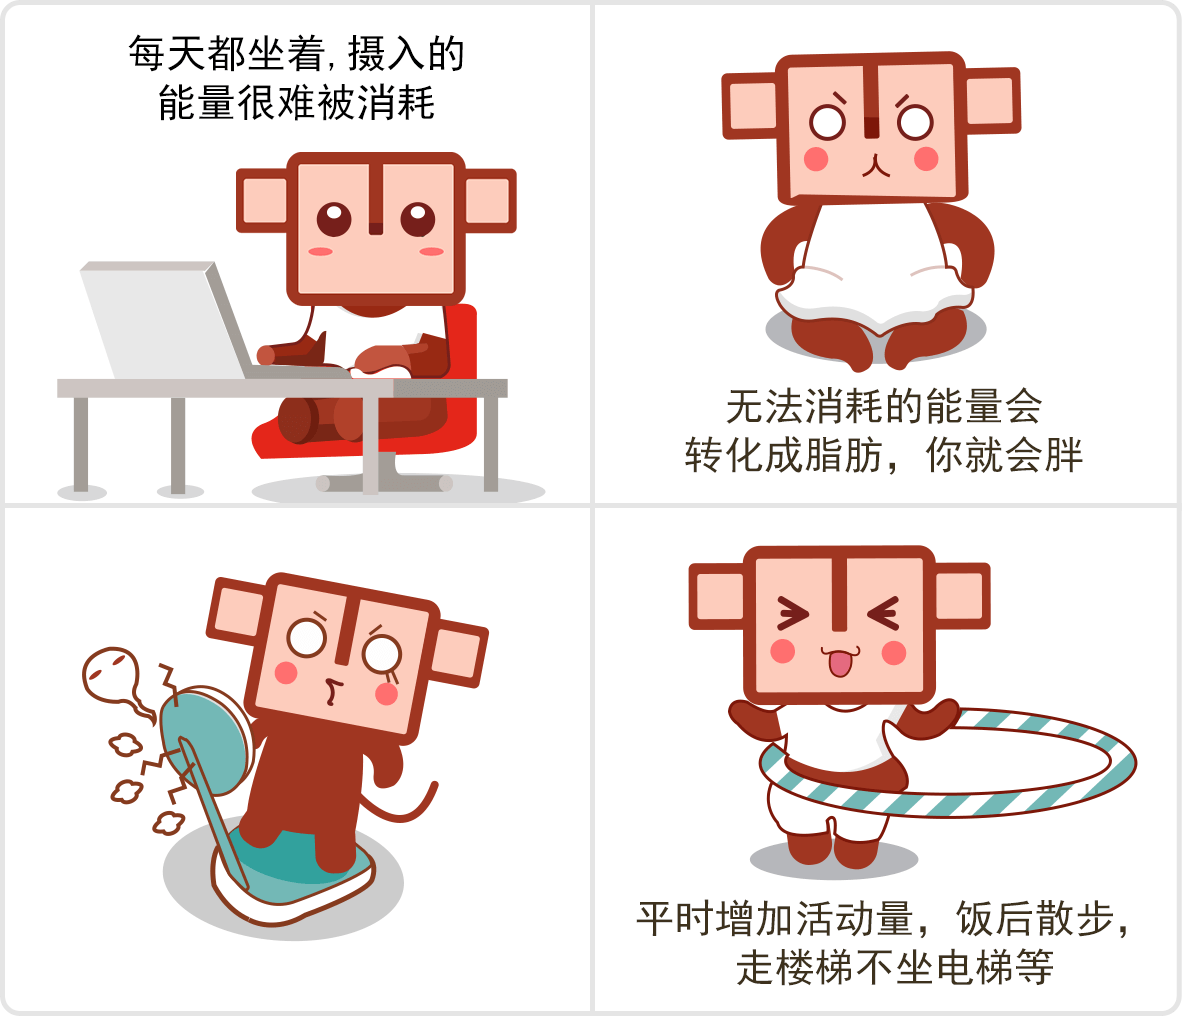 每天都坐着,摄入的
能量很难被消耗
无法消耗的能量会
转化成脂肪，你就会胖
平时增加活动量，饭后散步，
走楼梯不坐电梯等